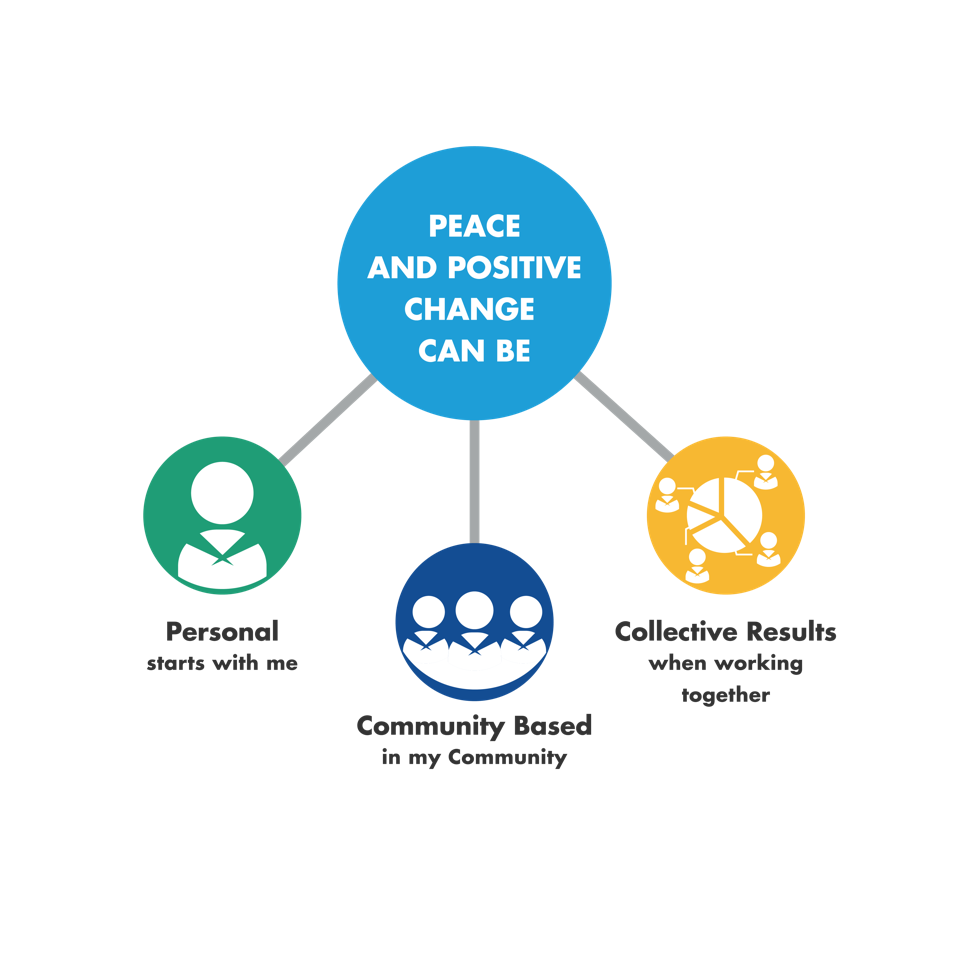 PEACE
AND POSITIVE
CHANGE
CAN BE
Personal
starts with me
Community Based
in my Community
Collective Results
when working
together